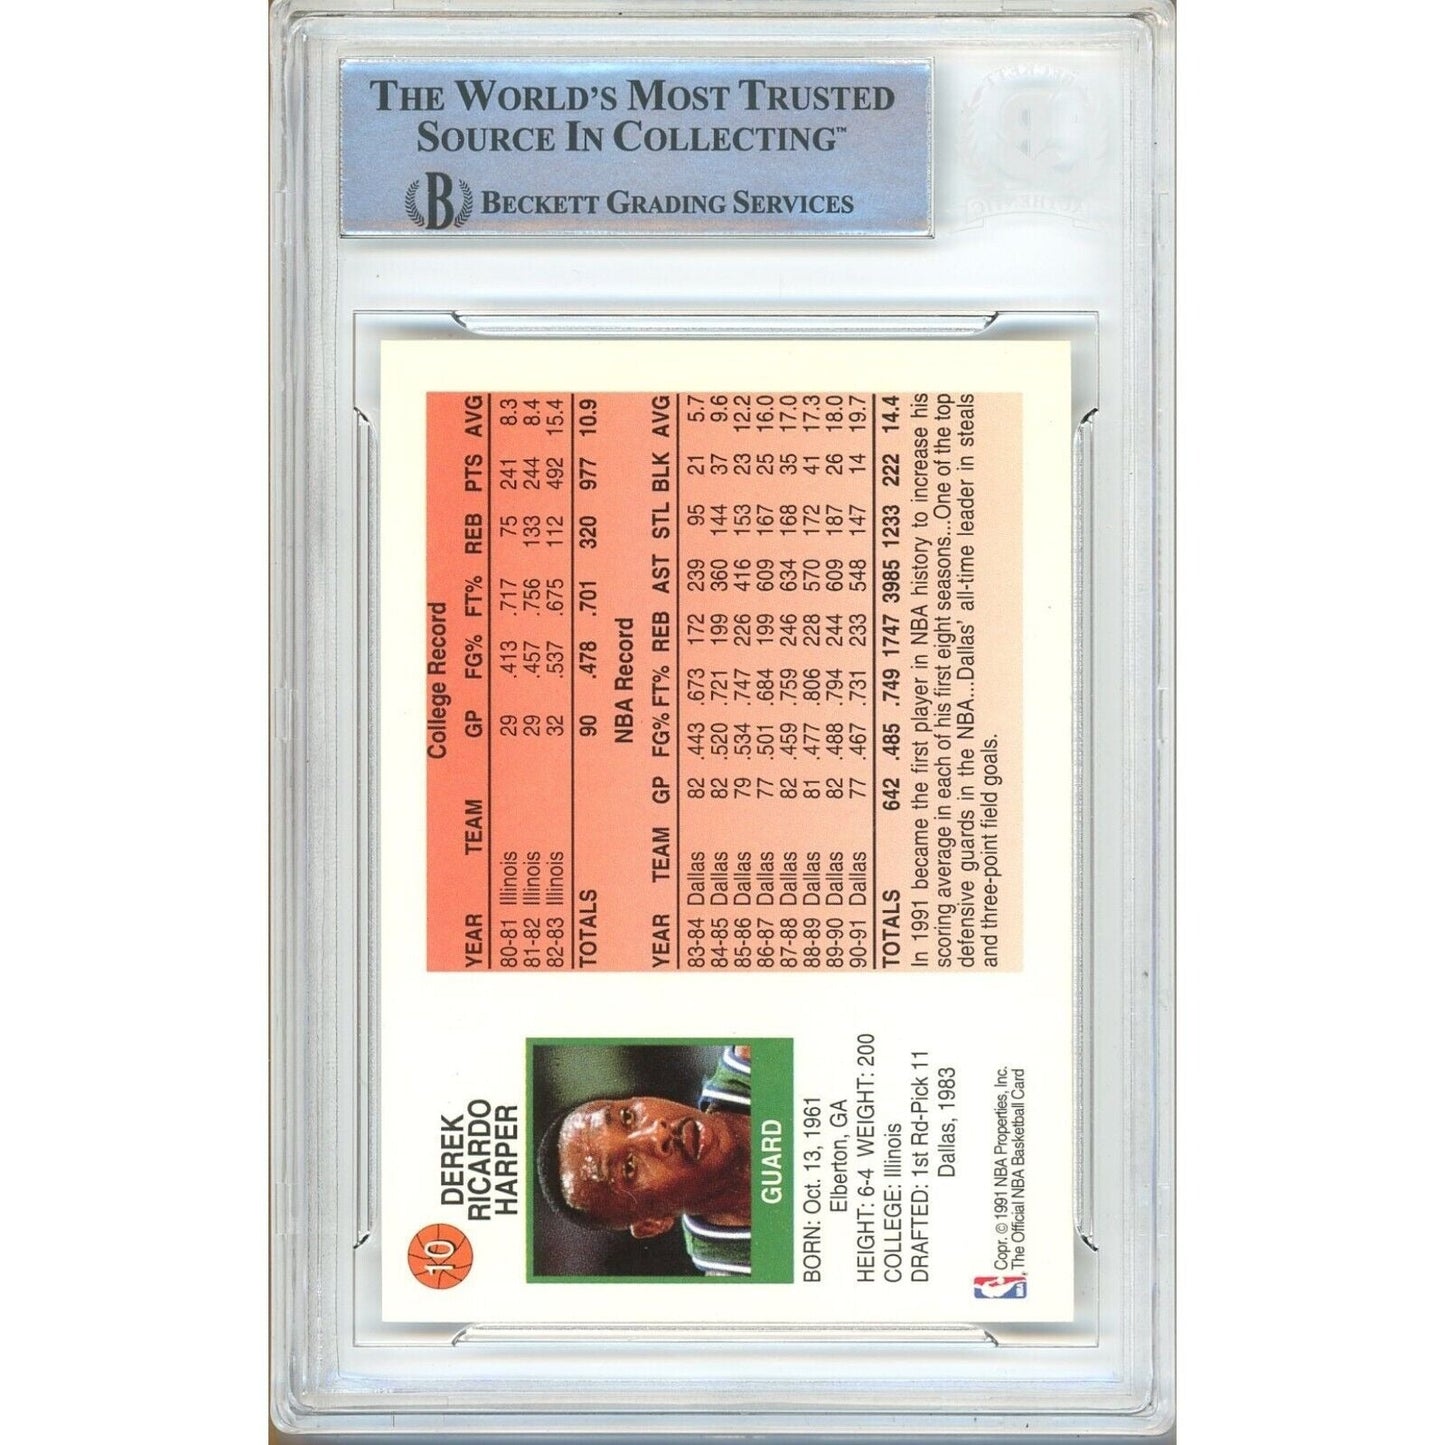 THE WORLD'S MOST TRUSTED
SOURCE IN COLLECTING™
B BECKETT GRADING SERVICES
10
DEREK
RICARDO
HARPER
GUARD
BORN: Oct. 13, 1961
Elberton, GA
HEIGHT: 6-4 WEIGHT: 200
COLLEGE: Illinois
DRAFTED: 1st Rd-Pick 11
Dallas, 1983
NBA
Copr. © 1991 NBA Properties, Inc.
The Official NBA Basketball Card
College Record
YEAR TEAM GP FG% FT% REB PTS AVG
80-81 Illinois 29 .413 .717 75 241 8.3
81-82 Illinois 29 .457 .756 133 244 8.4
82-83 Illinois 32 .537 .675 112 492 15.4
TOTALS 90 .478 .701 320 977 10.9
NBA Record
YEAR TEAM GP FG% FT% REB AST STL BLK AVG
83-84 Dallas 82 .443 .673 172 239 95 21 5.7
84-85 Dallas 82 .520 .721 199 360 144 37 9.6
85-86 Dallas 79 .534 .747 226 416 153 23 12.2
86-87 Dallas 77 .501 .684 199 609 167 25 16.0
87-88 Dallas 82 .459 .759 246 634 168 35 17.0
88-89 Dallas 81 .477 .806 228 570 172 41 17.3
89-90 Dallas 82 .488 .794 244 609 187 26 18.0
90-91 Dallas 77 .467 .731 233 548 147 14 19.7
TOTALS 642 .485 .749 1747 3985 1233 222 14.4
In 1991 became the first player in NBA history to increase his
scoring average in each of his first eight seasons...One of the top
defensive guards in the NBA...Dallas' all-time leader in steals
and three-point field goals.